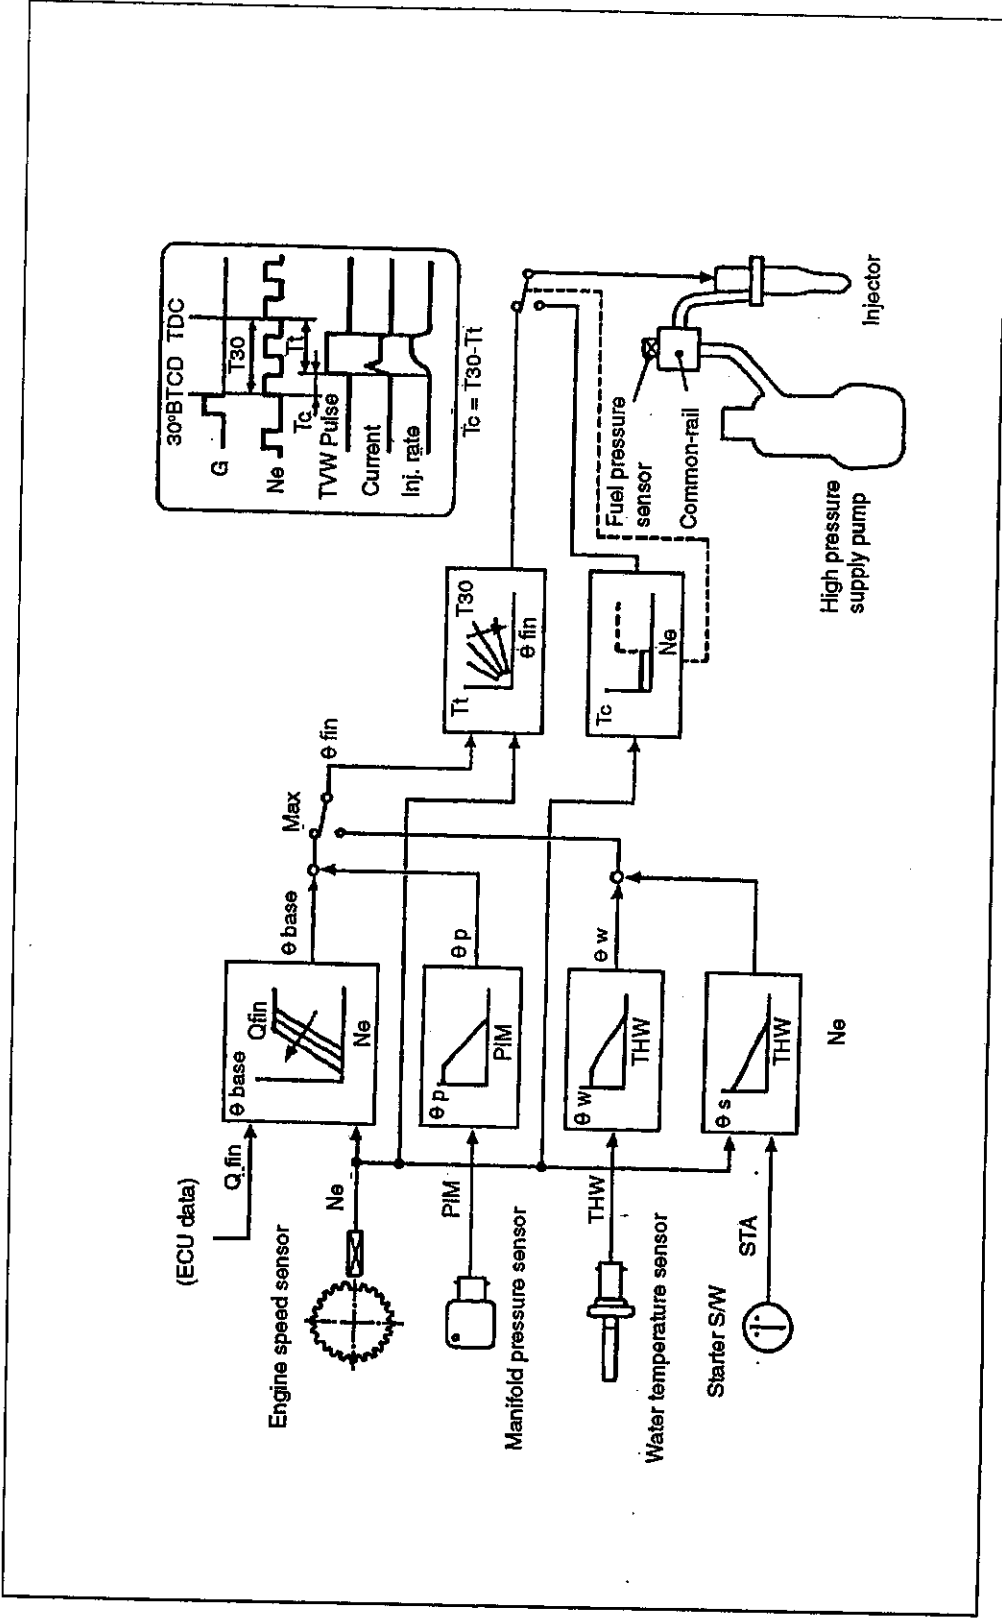 (ECU data)
Q fin
Engine speed sensor
Ne
θ base
Qfin
Ne
θ base
Max
θ fin
PIM
Manifold pressure sensor
θ p
PIM
θ p
THW
Water temperature sensor
θ w
THW
θ w
Starter S/W
STA
θ s
THW
Ne
Tt
T30
θ fin
Tc
Ne
30°BTCD TDC
G
T30
Ne
Tc
Tt
TVW Pulse
Current
Inj. rate
Tc = T30-Tt
Fuel pressure
sensor
Common-rail
High pressure
supply pump
Injector